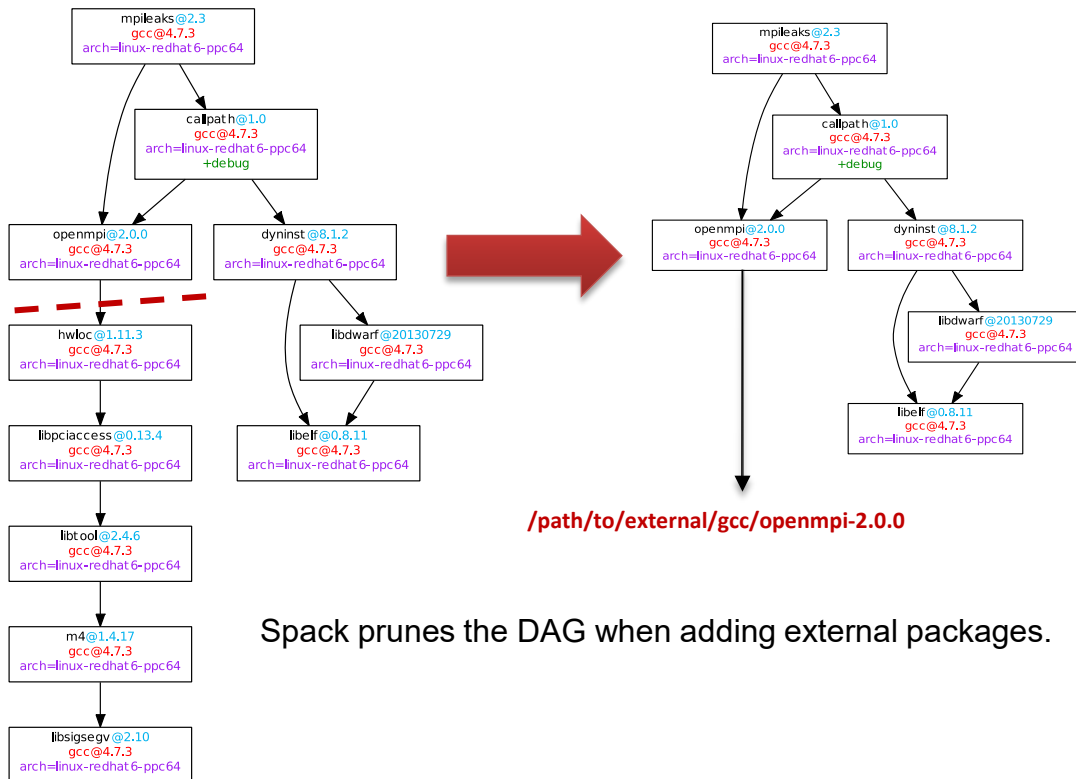 mpileaks@2.3
gcc@4.7.3
arch=linux-redhat6-ppc64
callpath@1.0
gcc@4.7.3
arch=linux-redhat6-ppc64
+debug
openmpi@2.0.0
gcc@4.7.3
arch=linux-redhat6-ppc64
dyninst@8.1.2
gcc@4.7.3
arch=linux-redhat6-ppc64
hwloc@1.11.3
gcc@4.7.3
arch=linux-redhat6-ppc64
libdwarf@20130729
gcc@4.7.3
arch=linux-redhat6-ppc64
libpciaccess@0.13.4
gcc@4.7.3
arch=linux-redhat6-ppc64
libelf@0.8.11
gcc@4.7.3
arch=linux-redhat6-ppc64
libtool@2.4.6
gcc@4.7.3
arch=linux-redhat6-ppc64
m4@1.4.17
gcc@4.7.3
arch=linux-redhat6-ppc64
libsigsegv@2.10
gcc@4.7.3
arch=linux-redhat6-ppc64
mpileaks@2.3
gcc@4.7.3
arch=linux-redhat6-ppc64
callpath@1.0
gcc@4.7.3
arch=linux-redhat6-ppc64
+debug
openmpi@2.0.0
gcc@4.7.3
arch=linux-redhat6-ppc64
dyninst@8.1.2
gcc@4.7.3
arch=linux-redhat6-ppc64
libdwarf@20130729
gcc@4.7.3
arch=linux-redhat6-ppc64
libelf@0.8.11
gcc@4.7.3
arch=linux-redhat6-ppc64
/path/to/external/gcc/openmpi-2.0.0
Spack prunes the DAG when adding external packages.